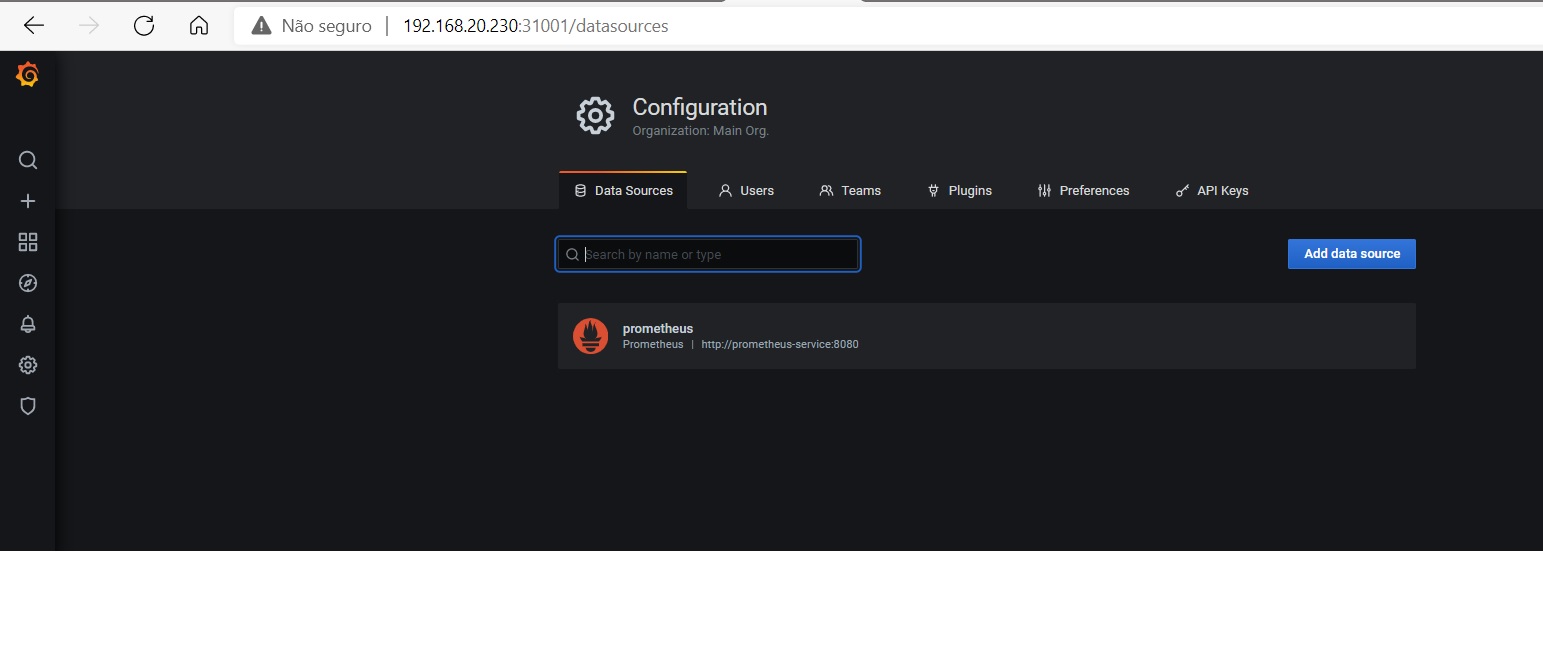 Não seguro | 192.168.20.230:31001/datasources
Configuration
Organization: Main Org.
Data Sources Users Teams Plugins Preferences API Keys
Search by name or type
Add data source
prometheus
Prometheus | http://prometheus-service:8080